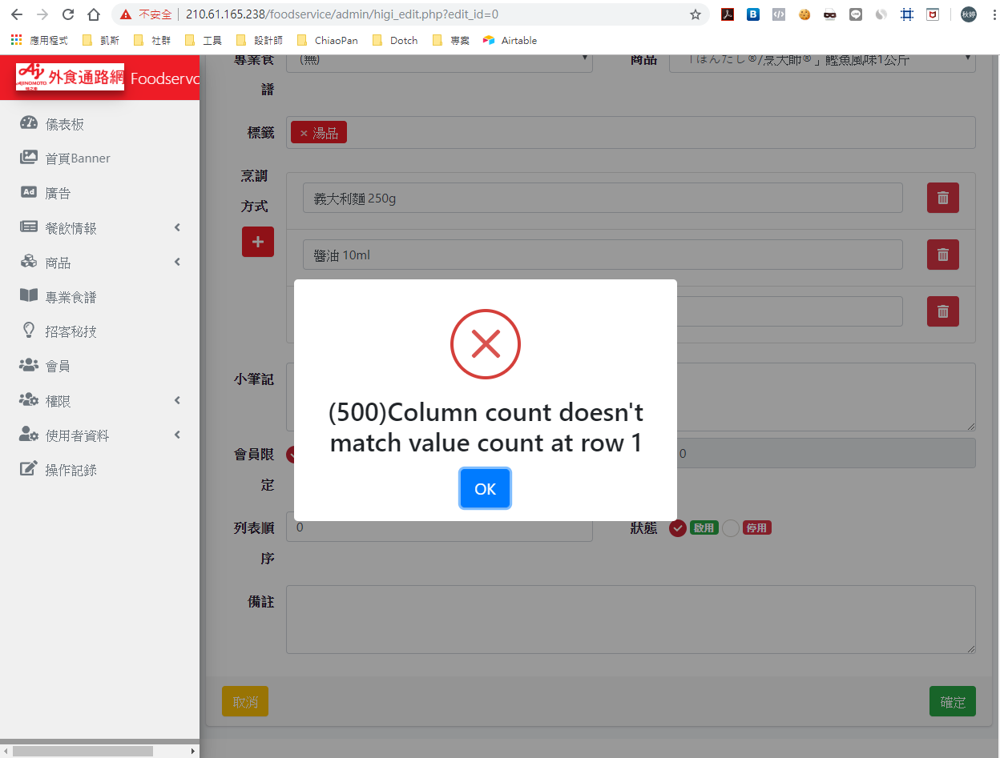 不安全 210.61.165.238/foodservice/admin/higi_edit.php?edit_id=0 秋婷
應用程式 凱斯 社群 工具 設計師 ChiaoPan Dotch 專案 Airtable
AJINOMOTO 外食通路網 Foodservc
儀表板
首頁Banner
Ad 廣告
餐飲情報
商品
專業食譜
招客秘技
會員
權限
使用者資料
操作記錄
專業食譜 (無) 商品 「ほんだし®/烹大師®」鰹魚風味1公斤
標籤 × 湯品
烹調方式
義大利麵 250g
醬油 10ml
小筆記
會員限定 0
列表順序 0 狀態 啟用 停用
備註
取消 確定
(500)Column count doesn't
match value count at row 1
OK